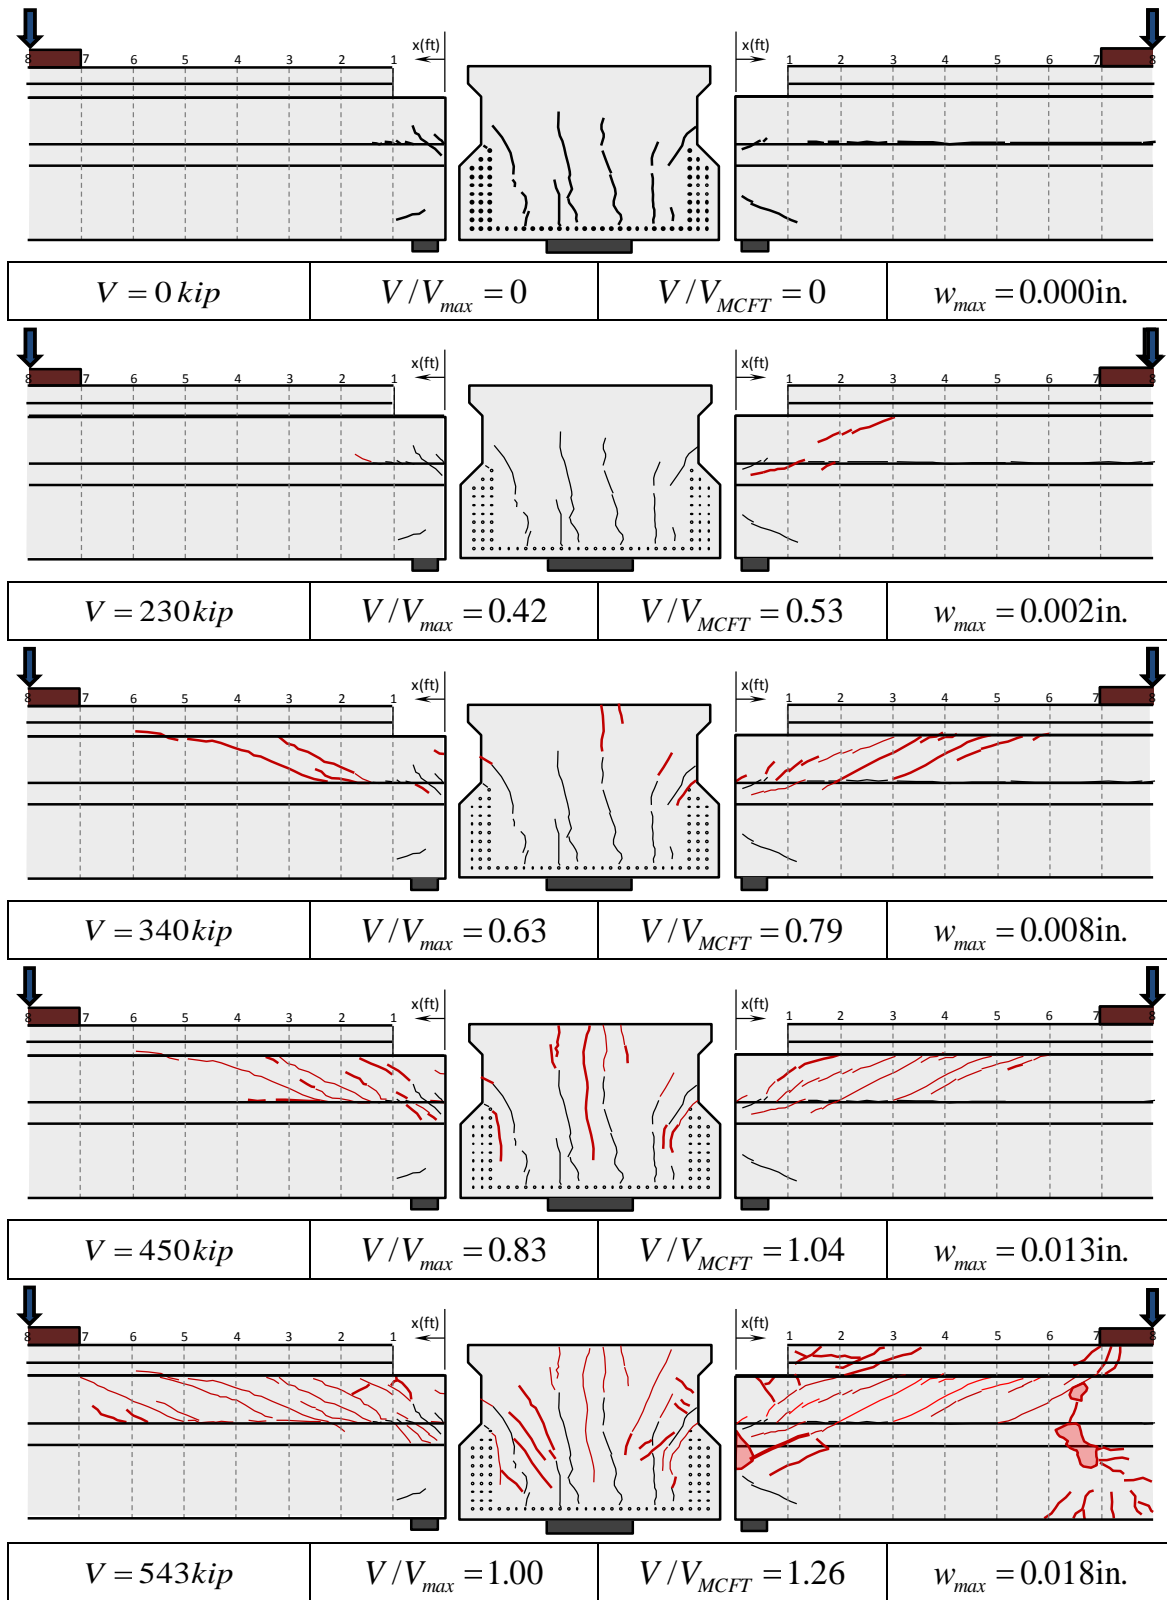 x(ft) x(ft)
8 7 6 5 4 3 2 1 1 2 3 4 5 6 7 8
V = 0 kip V/V_max = 0 V/V_MCFT = 0 w_max = 0.000in.
x(ft) x(ft)
8 7 6 5 4 3 2 1 1 2 3 4 5 6 7 8
V = 230 kip V/V_max = 0.42 V/V_MCFT = 0.53 w_max = 0.002in.
x(ft) x(ft)
8 7 6 5 4 3 2 1 1 2 3 4 5 6 7 8
V = 340 kip V/V_max = 0.63 V/V_MCFT = 0.79 w_max = 0.008in.
x(ft) x(ft)
8 7 6 5 4 3 2 1 1 2 3 4 5 6 7 8
V = 450 kip V/V_max = 0.83 V/V_MCFT = 1.04 w_max = 0.013in.
x(ft) x(ft)
8 7 6 5 4 3 2 1 1 2 3 4 5 6 7 8
V = 543 kip V/V_max = 1.00 V/V_MCFT = 1.26 w_max = 0.018in.